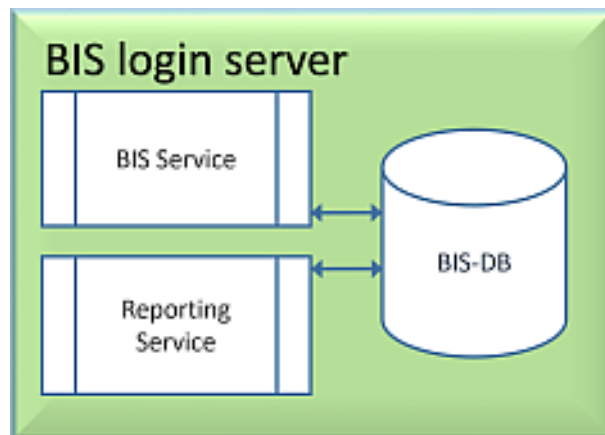 BIS login server
BIS Service
BIS-DB
Reporting
Service